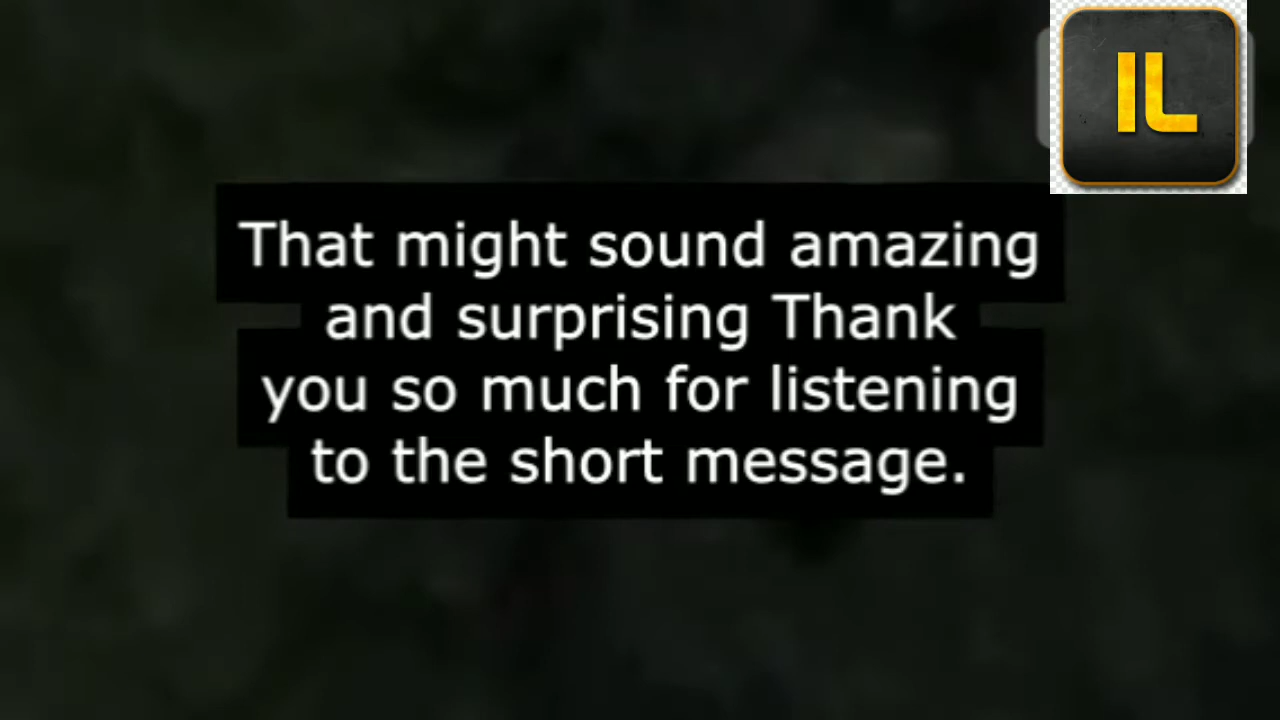 IL
That might sound amazing
and surprising Thank
you so much for listening
to the short message.